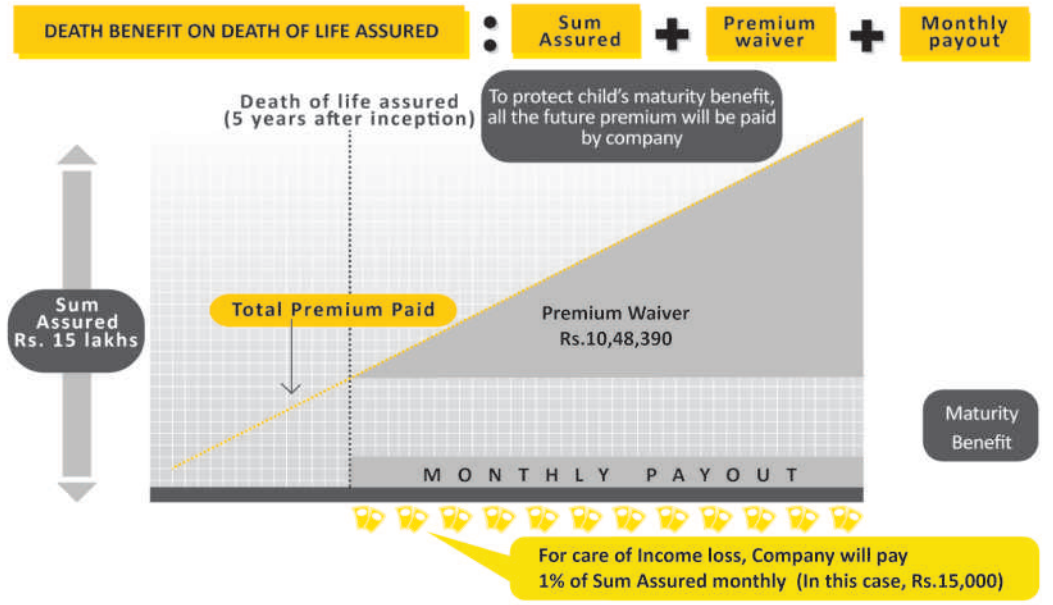 DEATH BENEFIT ON DEATH OF LIFE ASSURED
:
Sum
Assured
+
Premium
waiver
+
Monthly
payout
Death of life assured
(5 years after inception)
To protect child's maturity benefit,
all the future premium will be paid
by company
Sum
Assured
Rs. 15 lakhs
Total Premium Paid
Premium Waiver
Rs.10,48,390
Maturity
Benefit
MONTHLY PAYOUT
For care of Income loss, Company will pay
1% of Sum Assured monthly (In this case, Rs.15,000)